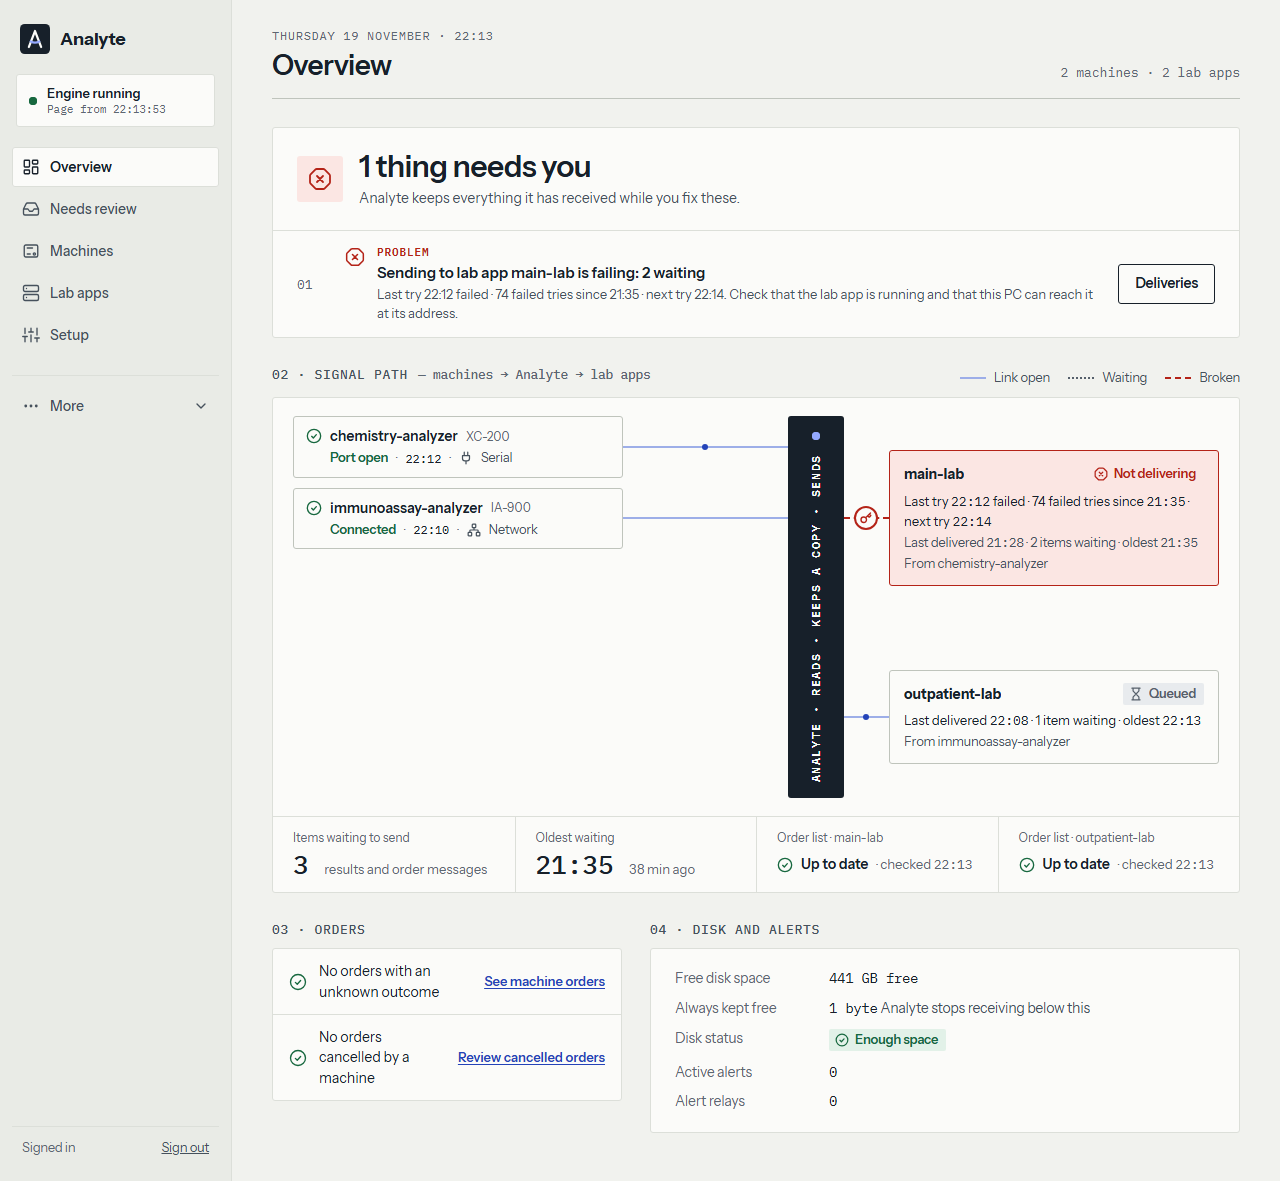 Analyte
Engine running
Page from 22:13:53
Overview
Needs review
Machines
Lab apps
Setup
More
Signed in
Sign out
THURSDAY 19 NOVEMBER · 22:13
Overview
2 machines · 2 lab apps
1 thing needs you
Analyte keeps everything it has received while you fix these.
01
PROBLEM
Sending to lab app main-lab is failing: 2 waiting
Last try 22:12 failed · 74 failed tries since 21:35 · next try 22:14. Check that the lab app is running and that this PC can reach it
at its address.
Deliveries
02 · SIGNAL PATH — machines → Analyte → lab apps
Link open
Waiting
Broken
chemistry-analyzer XC-200
Port open · 22:12 · Serial
immunoassay-analyzer IA-900
Connected · 22:10 · Network
ANALYTE • READS • KEEPS A COPY • SENDS
main-lab
Not delivering
Last try 22:12 failed · 74 failed tries since 21:35 ·
next try 22:14
Last delivered 21:28 · 2 items waiting · oldest 21:35
From chemistry-analyzer
outpatient-lab
Queued
Last delivered 22:08 · 1 item waiting · oldest 22:13
From immunoassay-analyzer
Items waiting to send
3 results and order messages
Oldest waiting
21:35 38 min ago
Order list · main-lab
Up to date · checked 22:13
Order list · outpatient-lab
Up to date · checked 22:13
03 · ORDERS
No orders with an
unknown outcome
See machine orders
No orders
cancelled by a
machine
Review cancelled orders
04 · DISK AND ALERTS
Free disk space
441 GB free
Always kept free
1 byte Analyte stops receiving below this
Disk status
Enough space
Active alerts
0
Alert relays
0